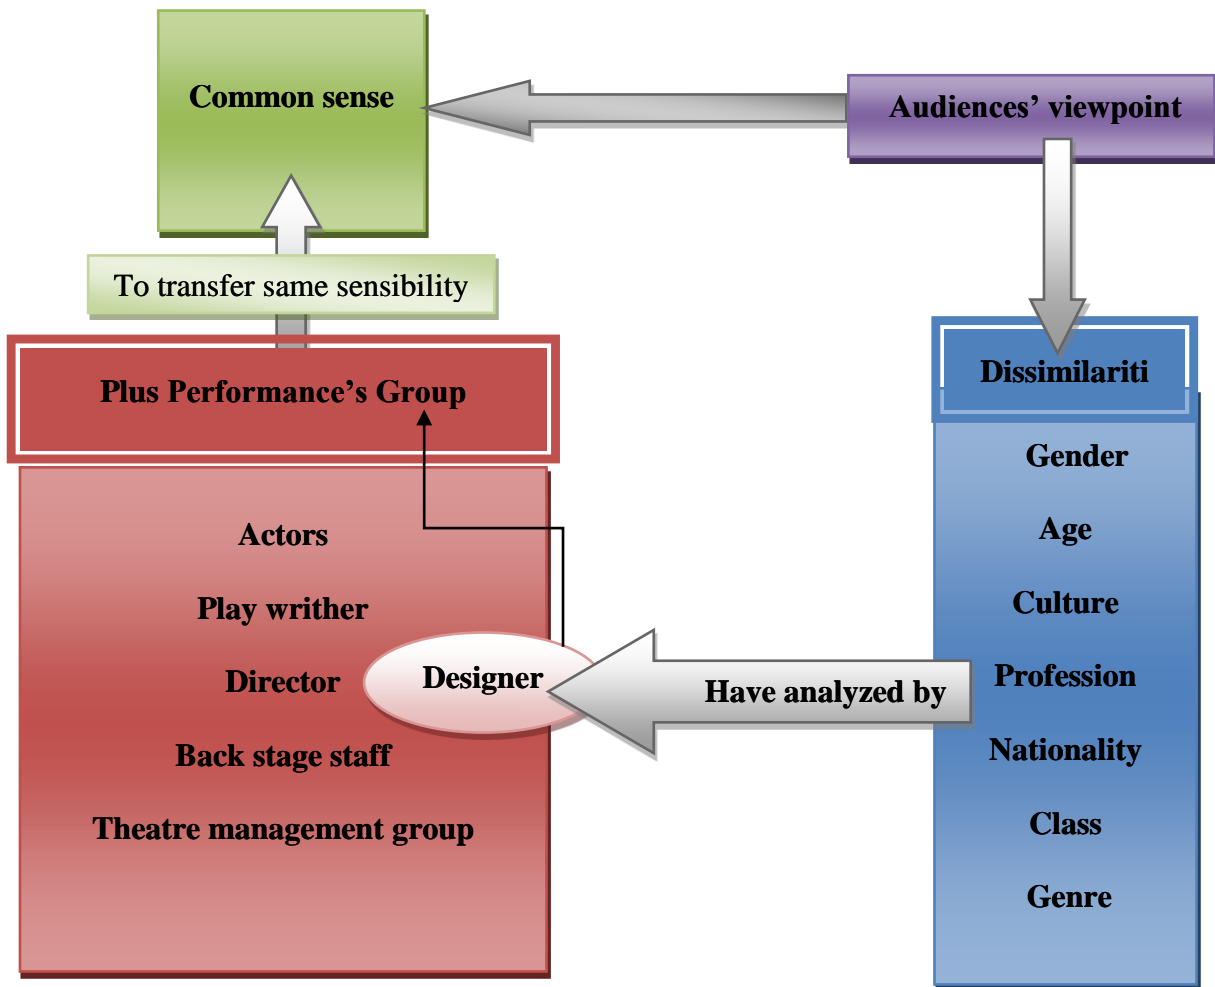 Common sense
Audiences’ viewpoint
To transfer same sensibility
Plus Performance’s Group
Actors
Play writher
Director
Designer
Back stage staff
Theatre management group
Have analyzed by
Dissimilariti
Gender
Age
Culture
Profession
Nationality
Class
Genre